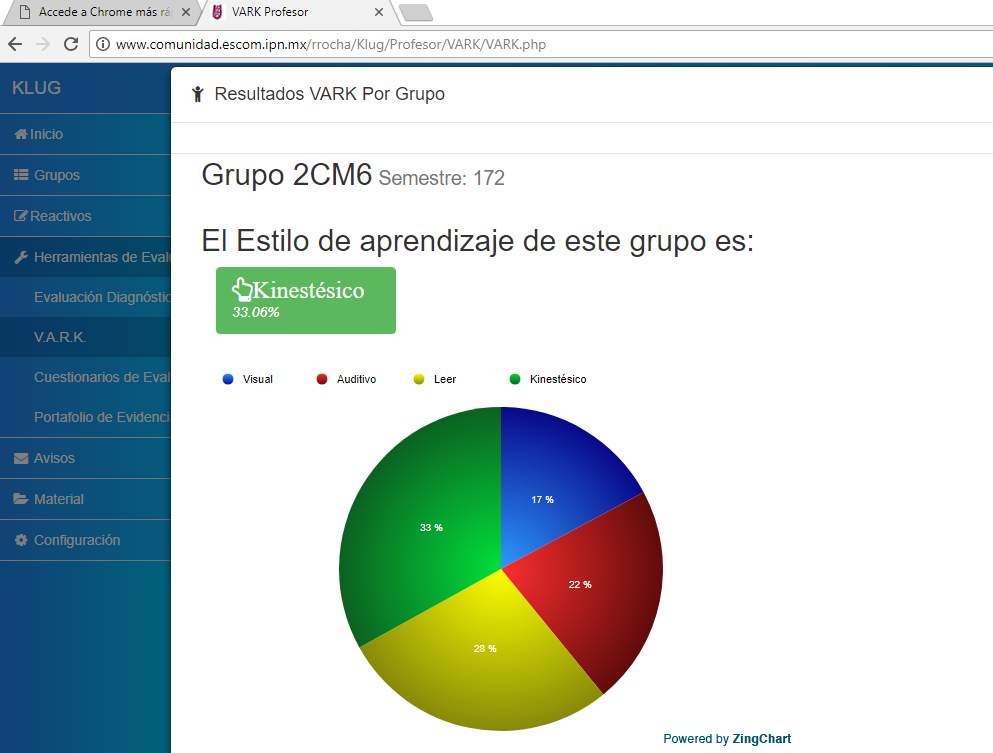 Accede a Chrome más rá
VARK Profesor
www.comunidad.escom.ipn.mx/rrocha/Klug/Profesor/VARK/VARK.php
KLUG
Inicio
Grupos
Reactivos
Herramientas de Eval
Evaluación Diagnóstic
V.A.R.K.
Cuestionarios de Eval
Portafolio de Evidenci
Avisos
Material
Configuración
Resultados VARK Por Grupo
Grupo 2CM6 Semestre: 172
El Estilo de aprendizaje de este grupo es:
Kinestésico
33.06%
Visual Auditivo Leer Kinestésico
17 %
33 %
22 %
28 %
Powered by ZingChart